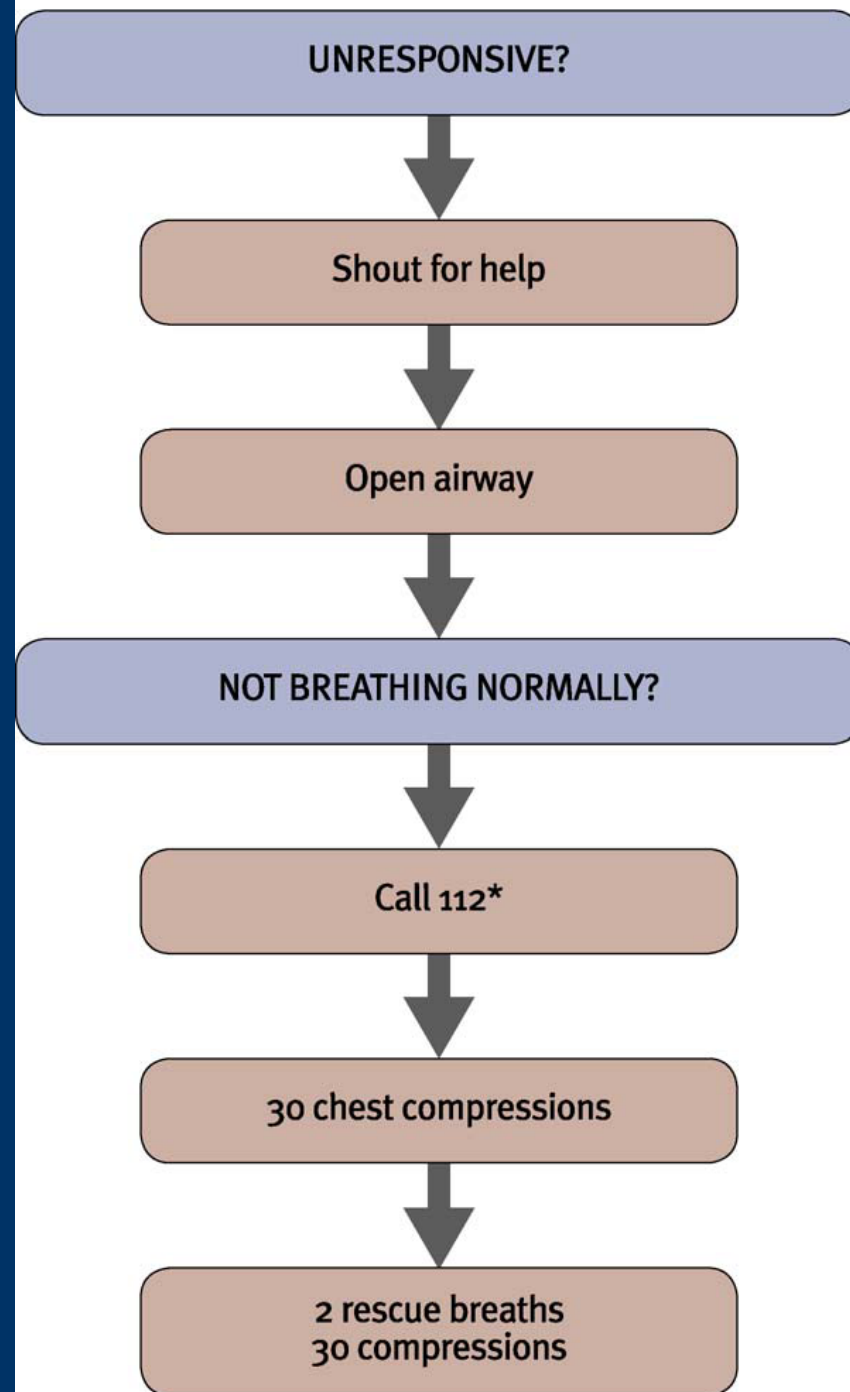 UNRESPONSIVE?
Shout for help
Open airway
NOT BREATHING NORMALLY?
Call 112*
30 chest compressions
2 rescue breaths
30 compressions